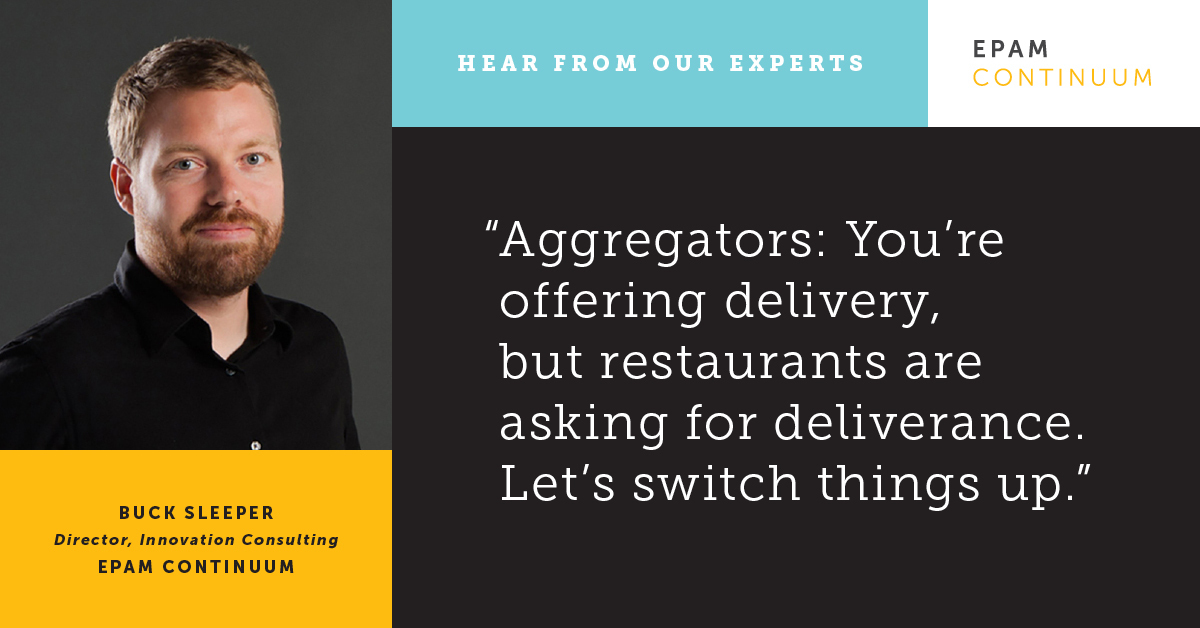 HEAR FROM OUR EXPERTS
EPAM
CONTINUUM
“Aggregators: You’re
offering delivery,
but restaurants are
asking for deliverance.
Let’s switch things up.”
BUCK SLEEPER
Director, Innovation Consulting
EPAM CONTINUUM